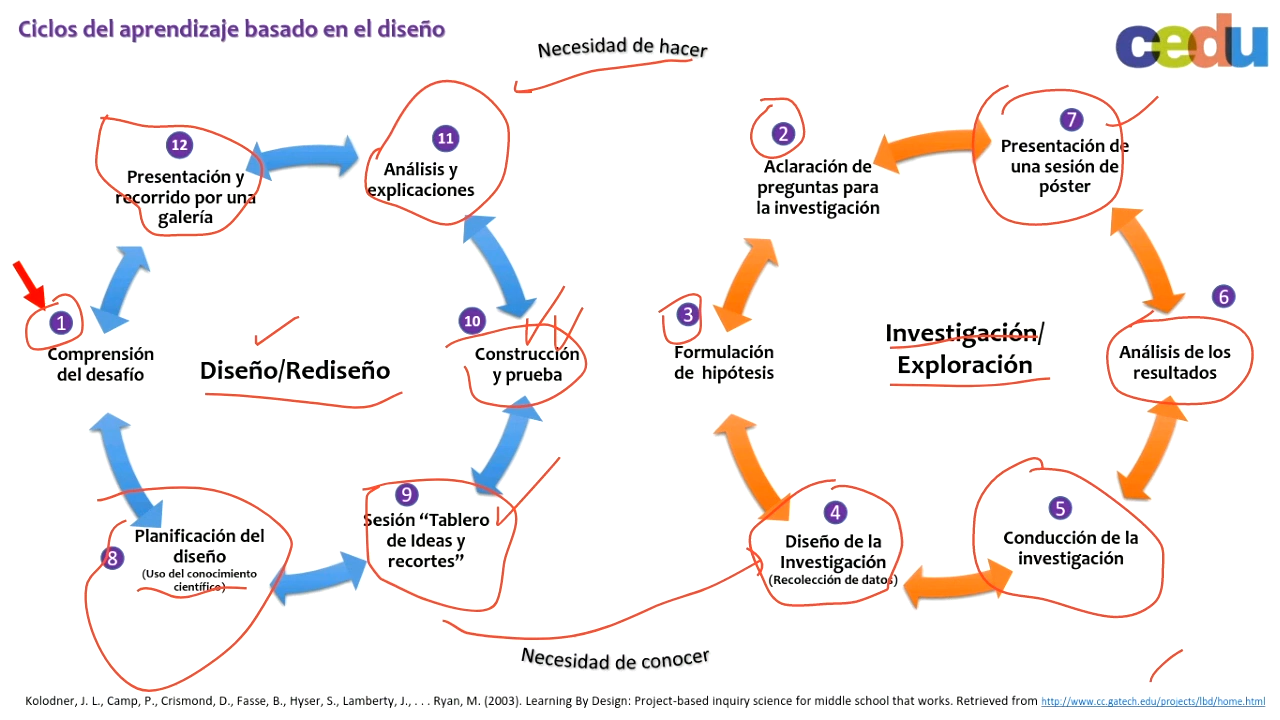 Ciclos del aprendizaje basado en el diseño
cedu
Necesidad de hacer
12
Presentación y
recorrido por una
galería
11
Análisis y
explicaciones
1
Comprensión
del desafío
10
Construcción
y prueba
Diseño/Rediseño
8
Planificación del
diseño
(Uso del conocimiento
científico)
9
Sesión “Tablero
de Ideas y
recortes”
2
Aclaración de
preguntas para
la investigación
7
Presentación de
una sesión de
póster
3
Formulación
de hipótesis
6
Análisis de los
resultados
Investigación/
Exploración
4
Diseño de la
Investigación
(Recolección de datos)
5
Conducción de la
investigación
Necesidad de conocer
Kolodner, J. L., Camp, P., Crismond, D., Fasse, B., Hyser, S., Lamberty, J., . . . Ryan, M. (2003). Learning By Design: Project-based inquiry science for middle school that works. Retrieved from http://www.cc.gatech.edu/projects/lbd/home.html